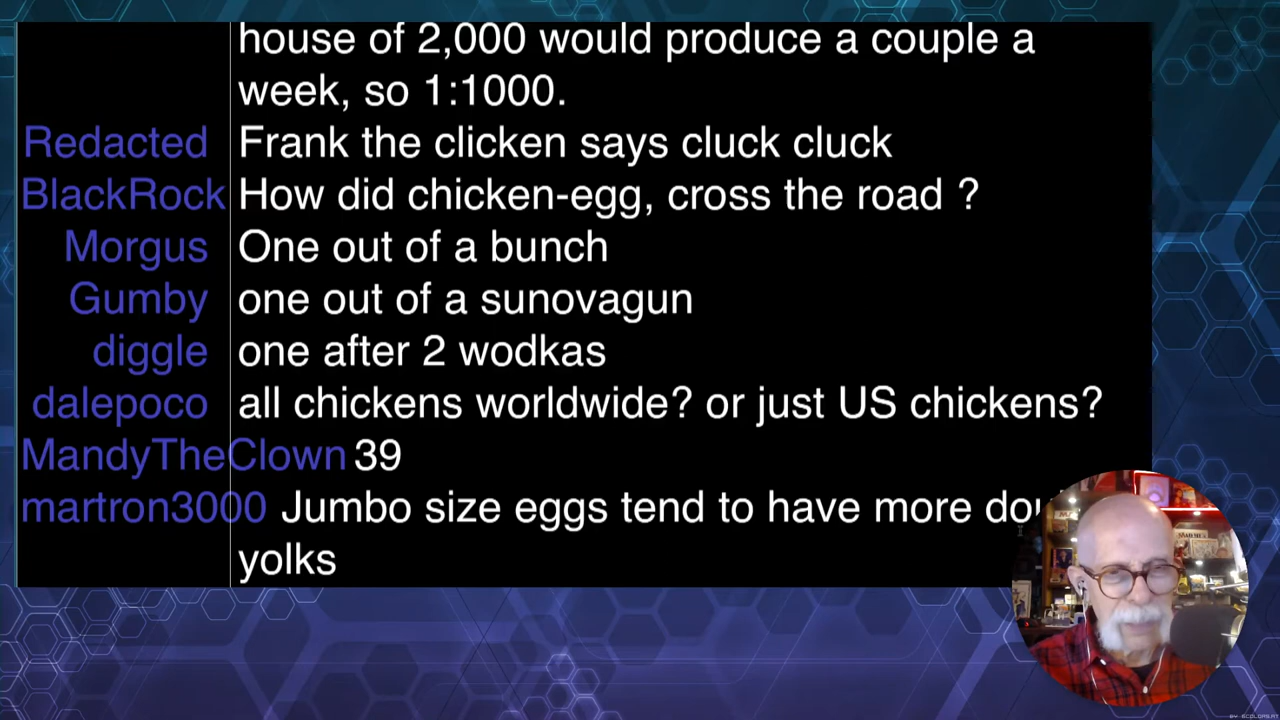 house of 2,000 would produce a couple a
week, so 1:1000.
Redacted Frank the clicken says cluck cluck
BlackRock How did chicken-egg, cross the road ?
Morgus One out of a bunch
Gumby one out of a sunovagun
diggle one after 2 wodkas
dalepoco all chickens worldwide? or just US chickens?
MandyTheClown 39
martron3000 Jumbo size eggs tend to have more
yolks